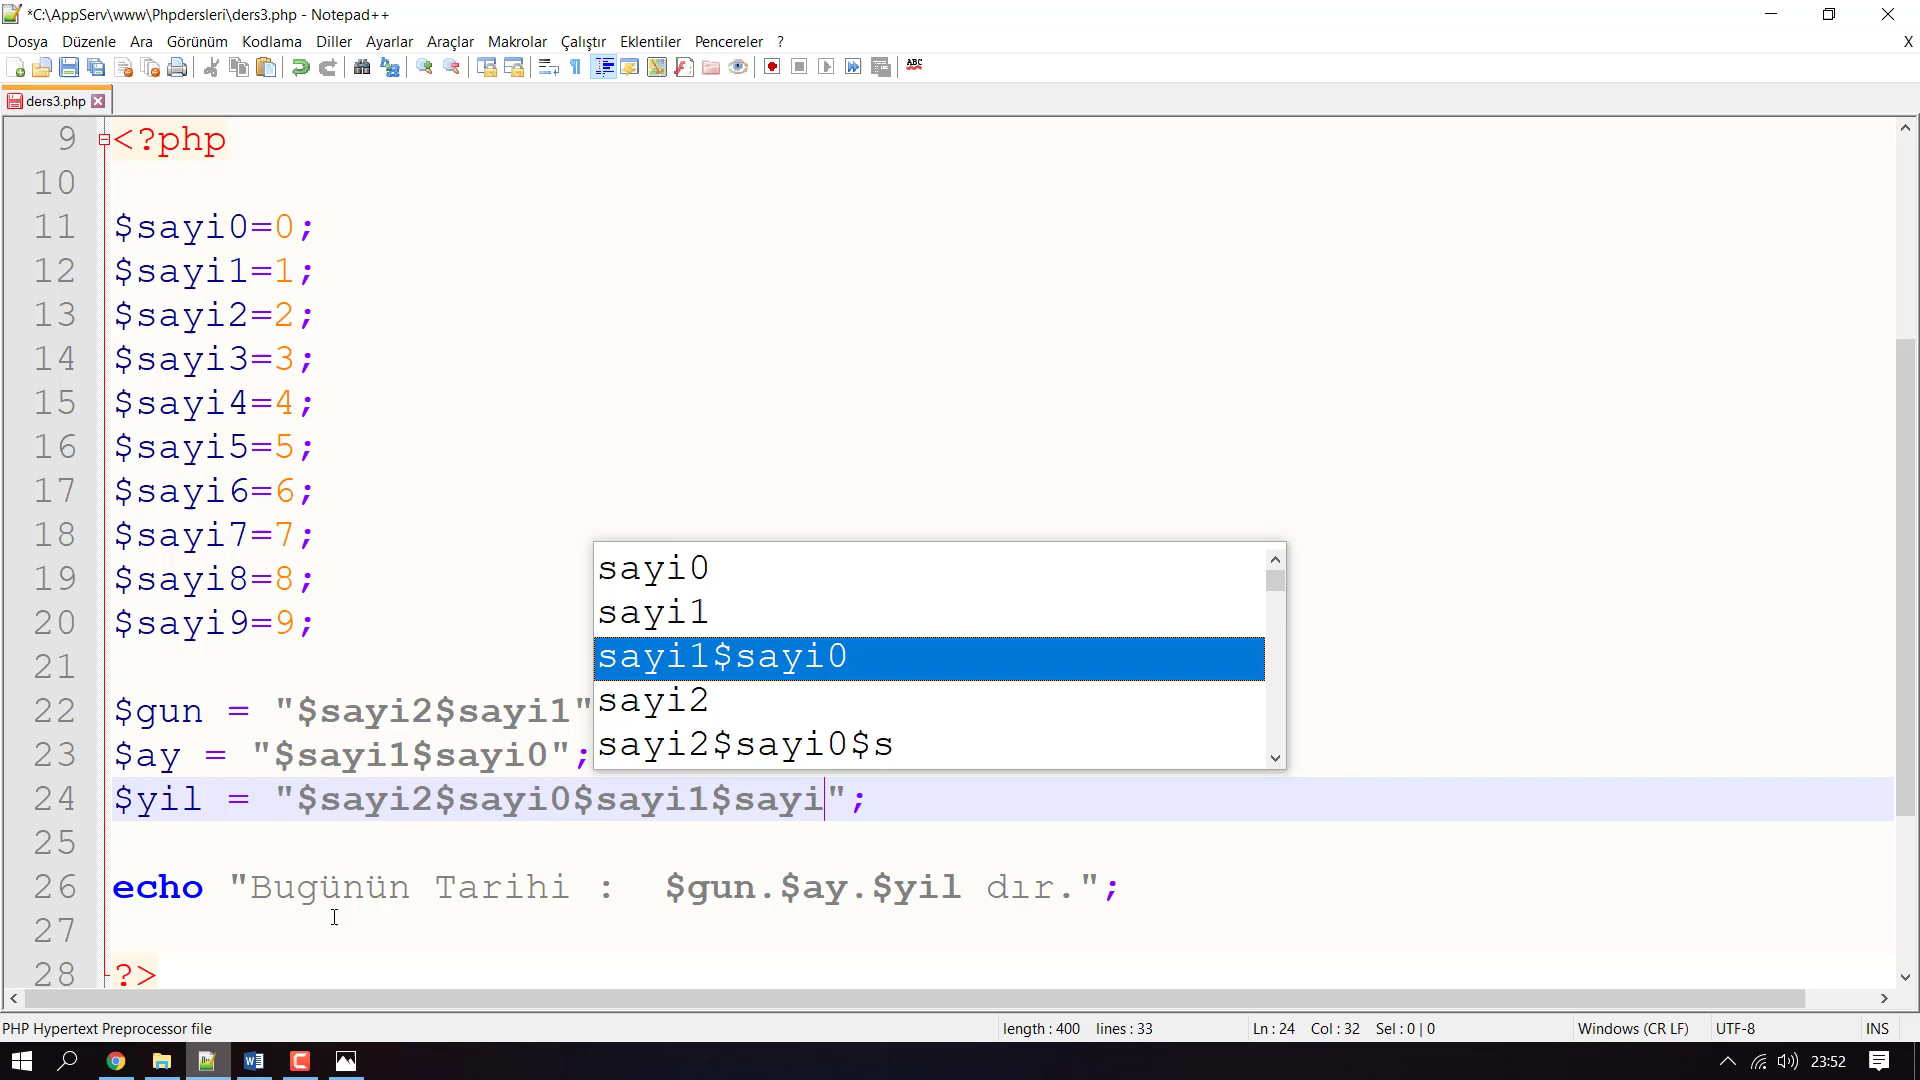 *C:\AppServ\www\Phpdersleri\ders3.php - Notepad++
Dosya Düzenle Ara Görünüm Kodlama Diller Ayarlar Araçlar Makrolar Çalıştır Eklentiler Pencereler ? X
ABC
ders3.php
9 <?php
10
11 $sayi0=0;
12 $sayi1=1;
13 $sayi2=2;
14 $sayi3=3;
15 $sayi4=4;
16 $sayi5=5;
17 $sayi6=6;
18 $sayi7=7;
19 $sayi8=8;
20 $sayi9=9;
21
22 $gun = "$sayi2$sayi1"
23 $ay = "$sayi1$sayi0";
24 $yil = "$sayi2$sayi0$sayi1$sayi";
25
26 echo "Bugünün Tarihi :  $gun.$ay.$yil dır.";
27
28 ?>
sayi0
sayi1
sayi1$sayi0
sayi2
sayi2$sayi0$s
PHP Hypertext Preprocessor file length : 400 lines : 33 Ln : 24 Col : 32 Sel : 0 | 0 Windows (CR LF) UTF-8 INS
23:52